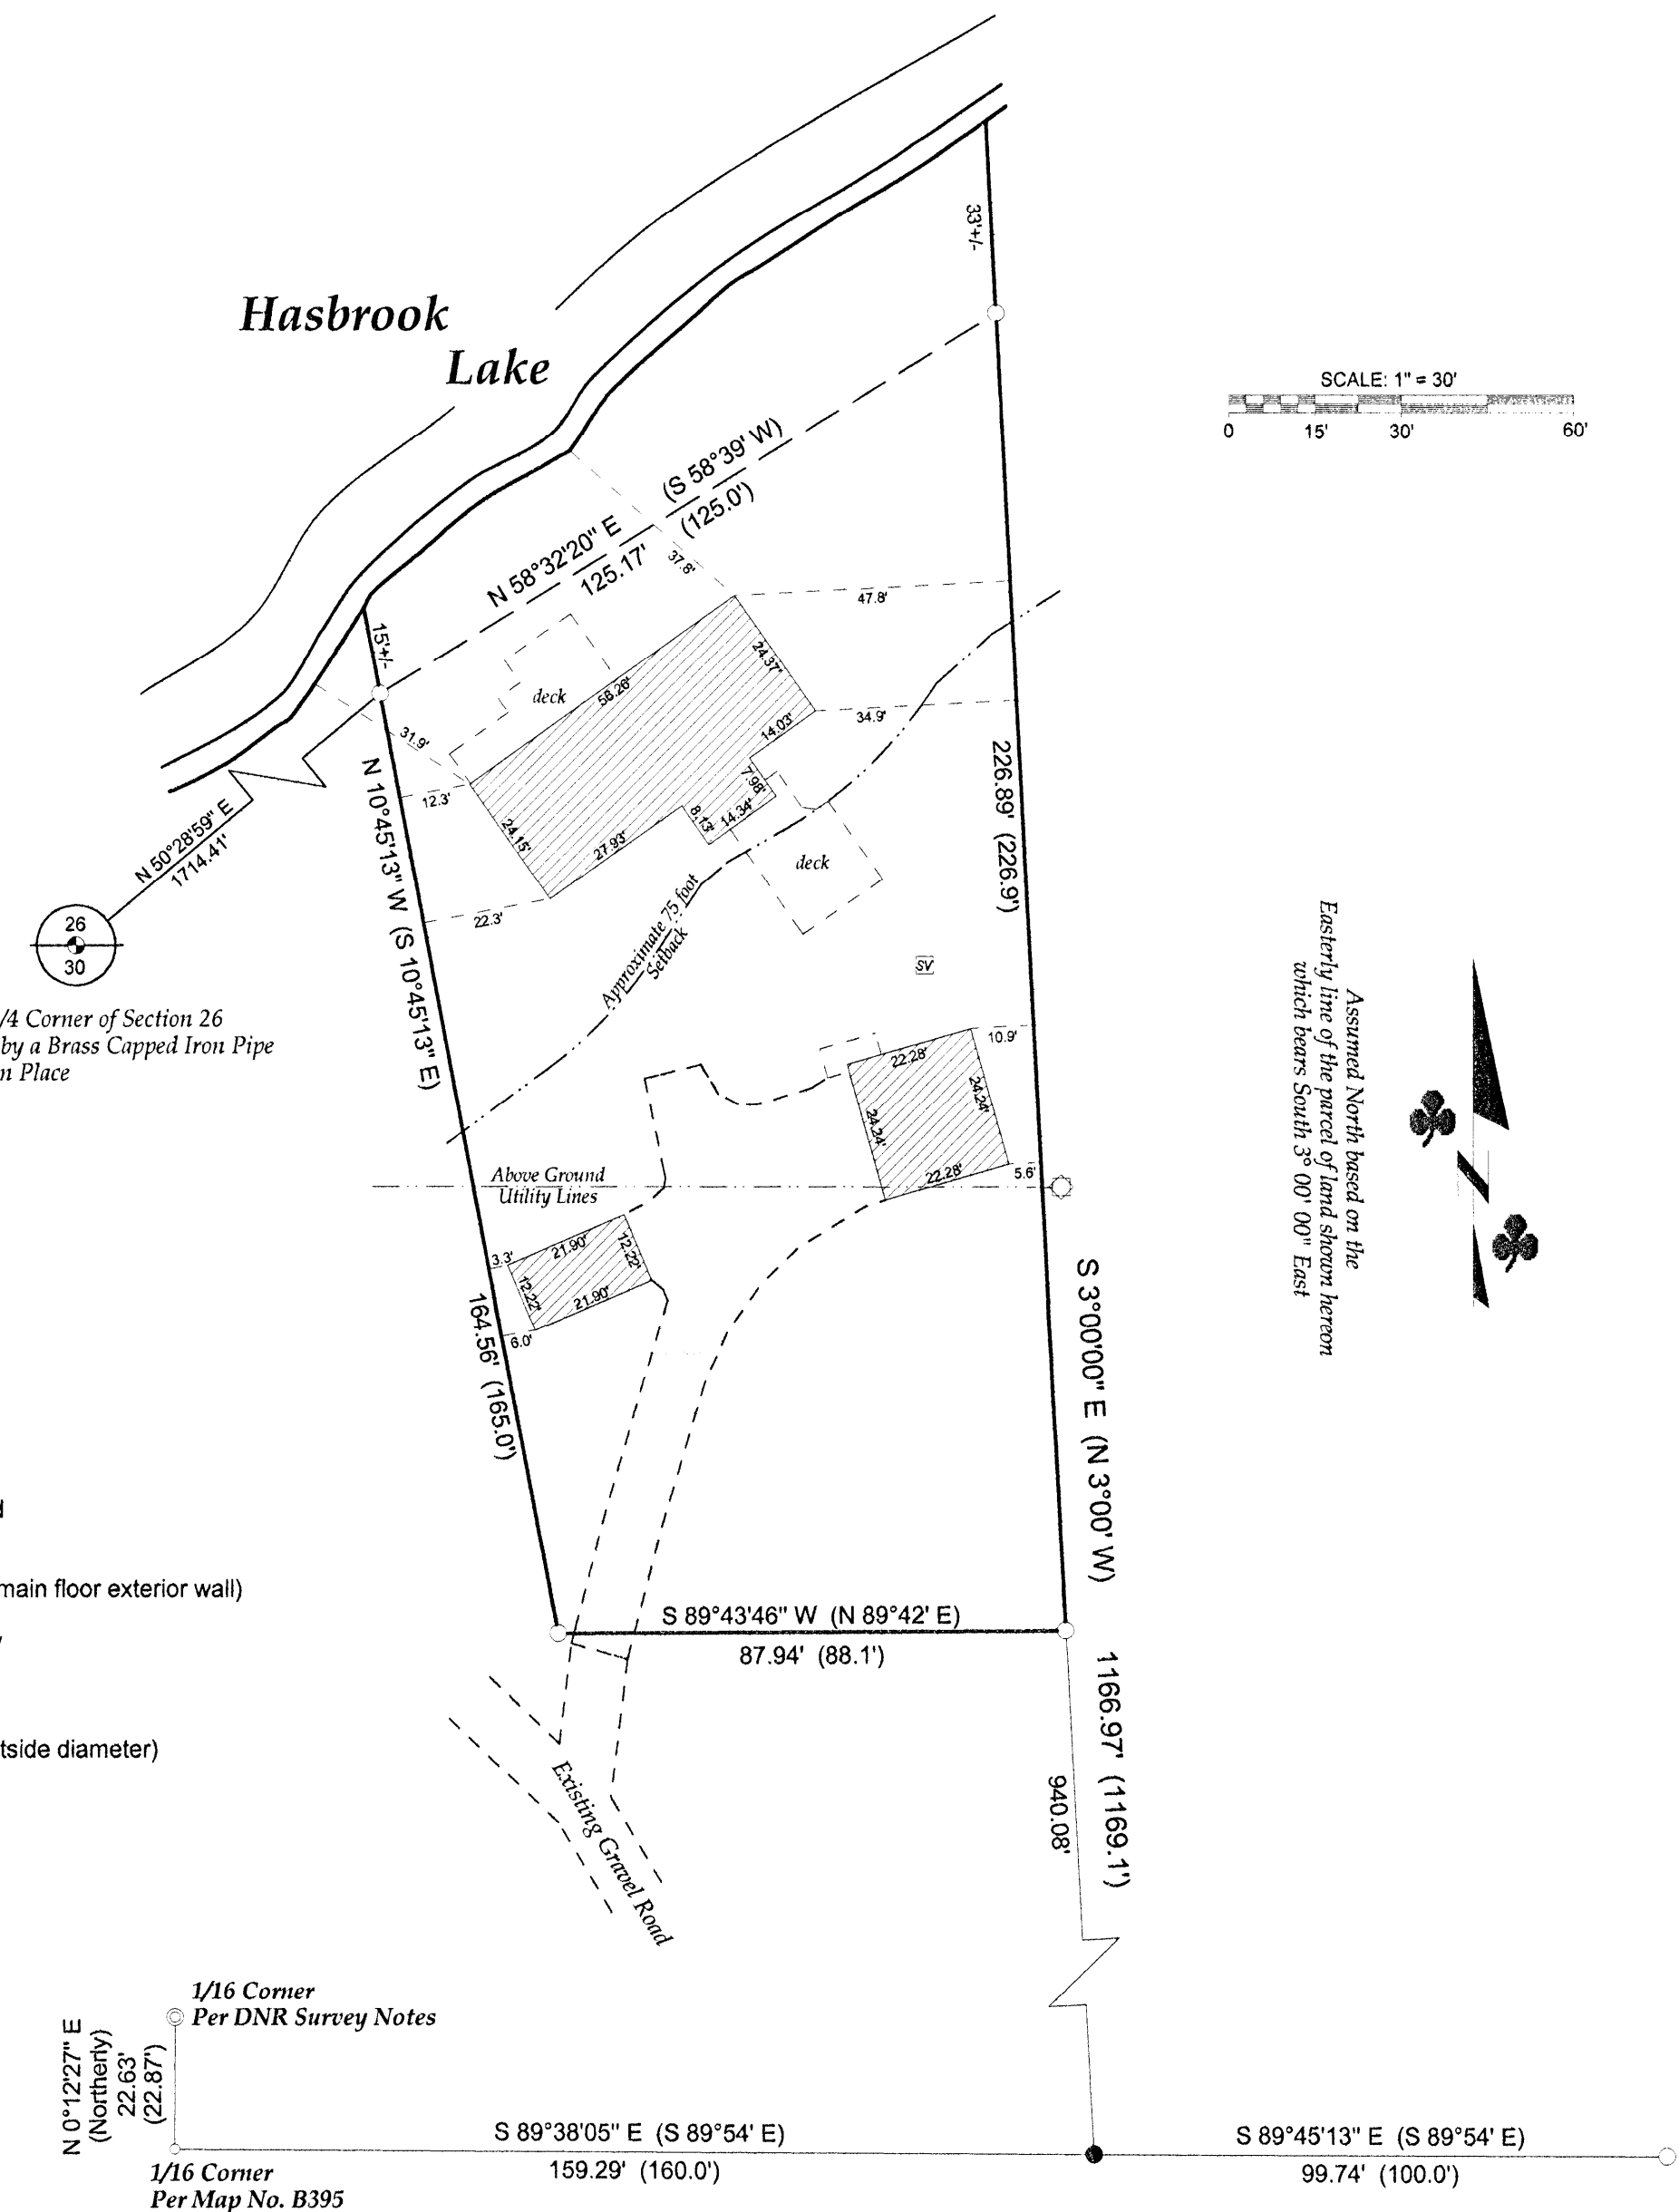 Hasbrook
Lake
33'+/-
SCALE: 1" = 30'
0 15' 30' 60'
(S 58°39' W)
(125.0')
N 58°32'20" E
125.17'
37.8'
47.8'
15'+/-
deck
56.26'
24.37'
31.9'
14.03'
34.9'
12.3'
7.98'
24.15'
27.93'
8.13'
14.34'
deck
22.3'
N 10°45'13" W (S 10°45'13" E)
226.89' (226.9')
N 50°28'59" E
1714.41'
26
30
/4 Corner of Section 26
by a Brass Capped Iron Pipe
n Place
Approximate 75 foot
Setback
SV
Assumed North based on the
Easterly line of the parcel of land shown hereon
which bears South 3° 00' 00" East
22.28'
10.9'
24.24'
24.24'
22.28'
5.6'
Above Ground
Utility Lines
3.3'
21.90'
12.22'
12.22'
21.90'
6.0'
164.56' (165.0')
S 3°00'00" E (N 3°00' W)
main floor exterior wall)
S 89°43'46" W (N 89°42' E)
87.94' (88.1')
tside diameter)
1166.97' (1169.1')
940.08'
Existing Gravel Road
1/16 Corner
Per DNR Survey Notes
N 0°12'27" E
(Northerly)
22.63'
(22.87')
S 89°38'05" E (S 89°54' E)
159.29' (160.0')
S 89°45'13" E (S 89°54' E)
99.74' (100.0')
1/16 Corner
Per Map No. B395